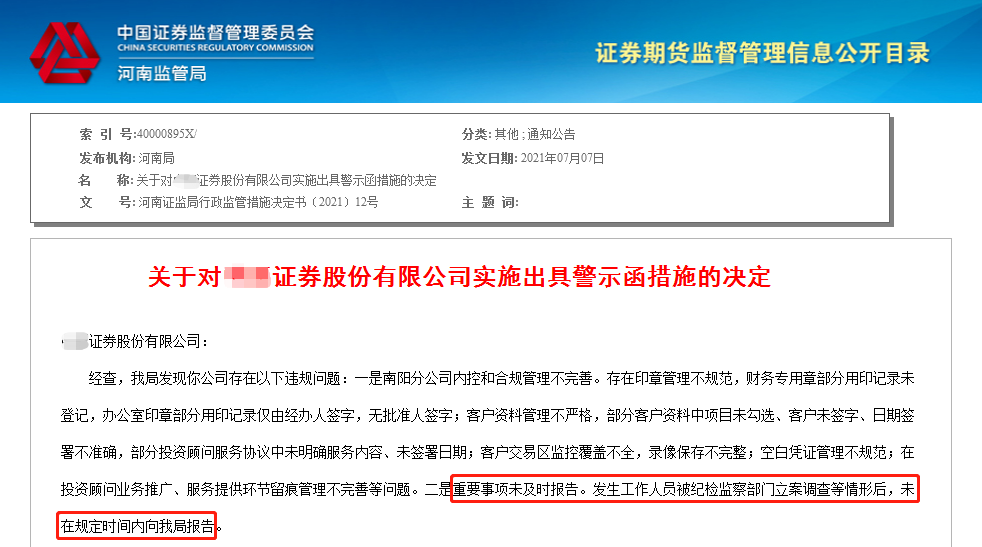 中国证券监督管理委员会
CHINA SECURITIES REGULATORY COMMISSION
河南监管局
证券期货监督管理信息公开目录
索 引 号:40000895X/
分类: 其他 ; 通知公告
发布机构: 河南局
发文日期: 2021年07月07日
名 称: 关于对证券股份有限公司实施出具警示函措施的决定
文 号: 河南证监局行政监管措施决定书〔2021〕12号
主 题 词:
关于对证券股份有限公司实施出具警示函措施的决定
证券股份有限公司：
经查，我局发现你公司存在以下违规问题：一是南阳分公司内控和合规管理不完善。存在印章管理不规范，财务专用章部分用印记录未
登记，办公室印章部分用印记录仅由经办人签字，无批准人签字；客户资料管理不严格，部分客户资料中项目未勾选、客户未签字、日期签
署不准确，部分投资顾问服务协议中未明确服务内容、未签署日期；客户交易区监控覆盖不全，录像保存不完整；空白凭证管理不规范；在
投资顾问业务推广、服务提供环节留痕管理不完善等问题。二是重要事项未及时报告。发生工作人员被纪检监察部门立案调查等情形后，未
在规定时间内向我局报告。